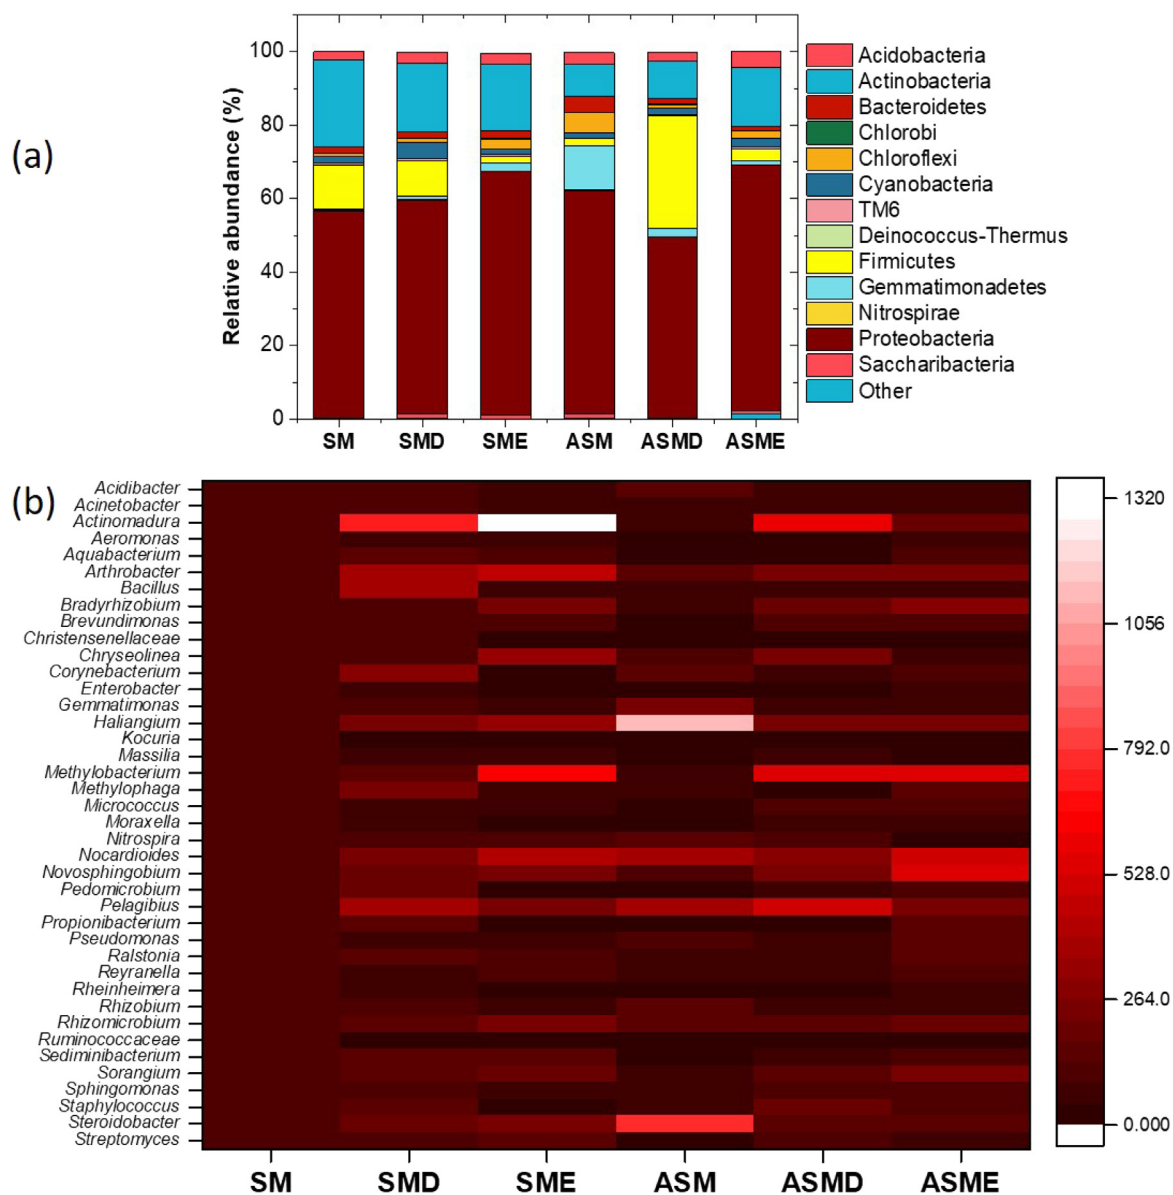 (a)
Relative abundance (%)
100
80
60
40
20
0
SM SMD SME ASM ASMD ASME
Acidobacteria
Actinobacteria
Bacteroidetes
Chlorobi
Chloroflexi
Cyanobacteria
TM6
Deinococcus-Thermus
Firmicutes
Gemmatimonadetes
Nitrospirae
Proteobacteria
Saccharibacteria
Other
(b)
Acidibacter
Acinetobacter
Actinomadura
Aeromonas
Aquabacterium
Arthrobacter
Bacillus
Bradyrhizobium
Brevundimonas
Christensenellaceae
Chryseolinea
Corynebacterium
Enterobacter
Gemmatimonas
Haliangium
Kocuria
Massilia
Methylobacterium
Methylophaga
Micrococcus
Moraxella
Nitrospira
Nocardioides
Novosphingobium
Pedomicrobium
Pelagibius
Propionibacterium
Pseudomonas
Ralstonia
Reyranella
Rheinheimera
Rhizobium
Rhizomicrobium
Ruminococcaceae
Sediminibacterium
Sorangium
Sphingomonas
Staphylococcus
Steroidobacter
Streptomyces
SM SMD SME ASM ASMD ASME
1320
1056
792.0
528.0
264.0
0.000